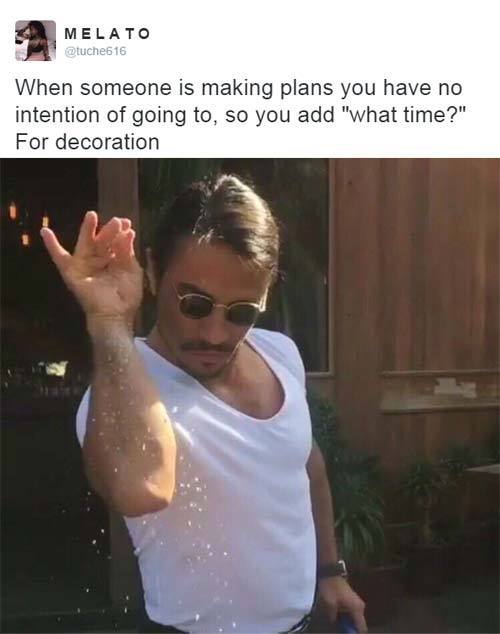 MELATO
@tuche616
When someone is making plans you have no
intention of going to, so you add "what time?"
For decoration